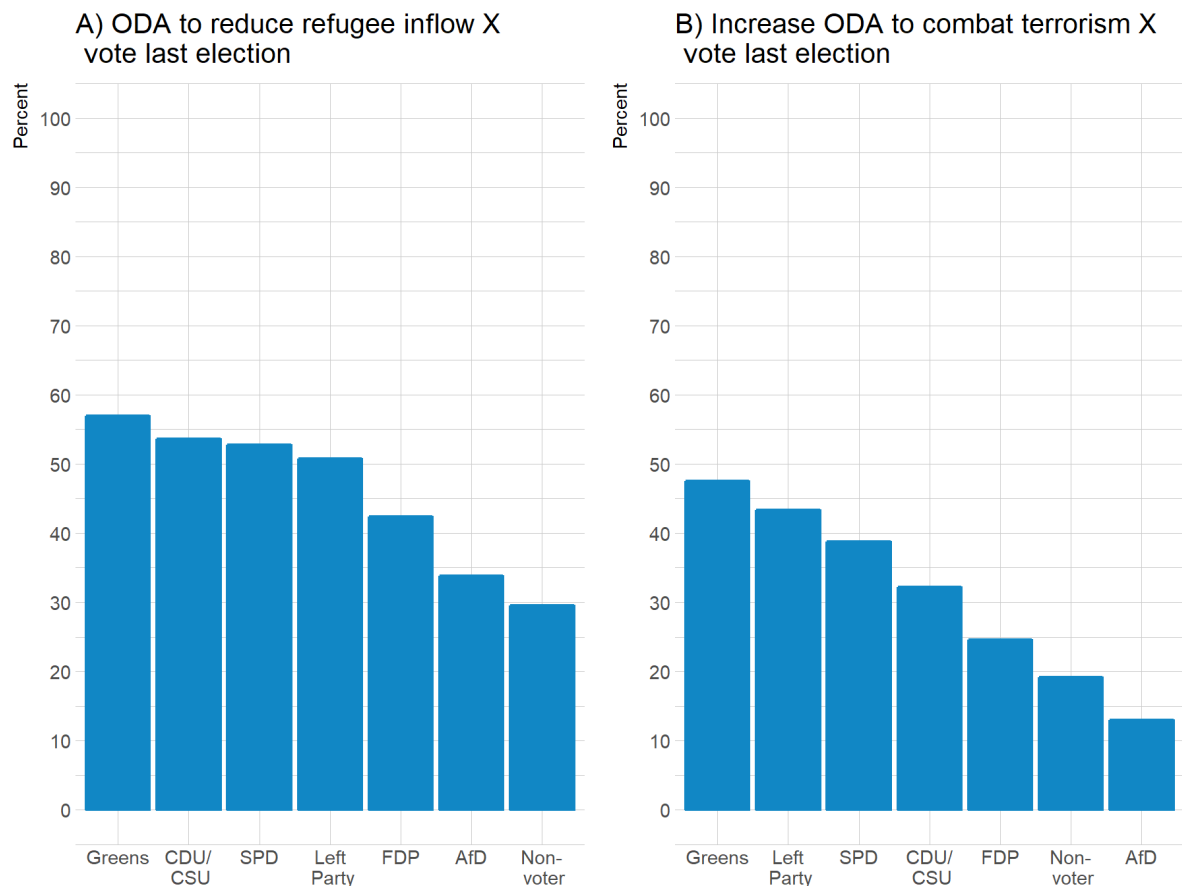 A) ODA to reduce refugee inflow X
vote last election
Percent
100
90
80
70
60
50
40
30
20
10
0
Greens CDU/ SPD Left FDP AfD Non-
CSU Party voter
B) Increase ODA to combat terrorism X
vote last election
Percent
100
90
80
70
60
50
40
30
20
10
0
Greens Left SPD CDU/ FDP Non- AfD
Party CSU voter